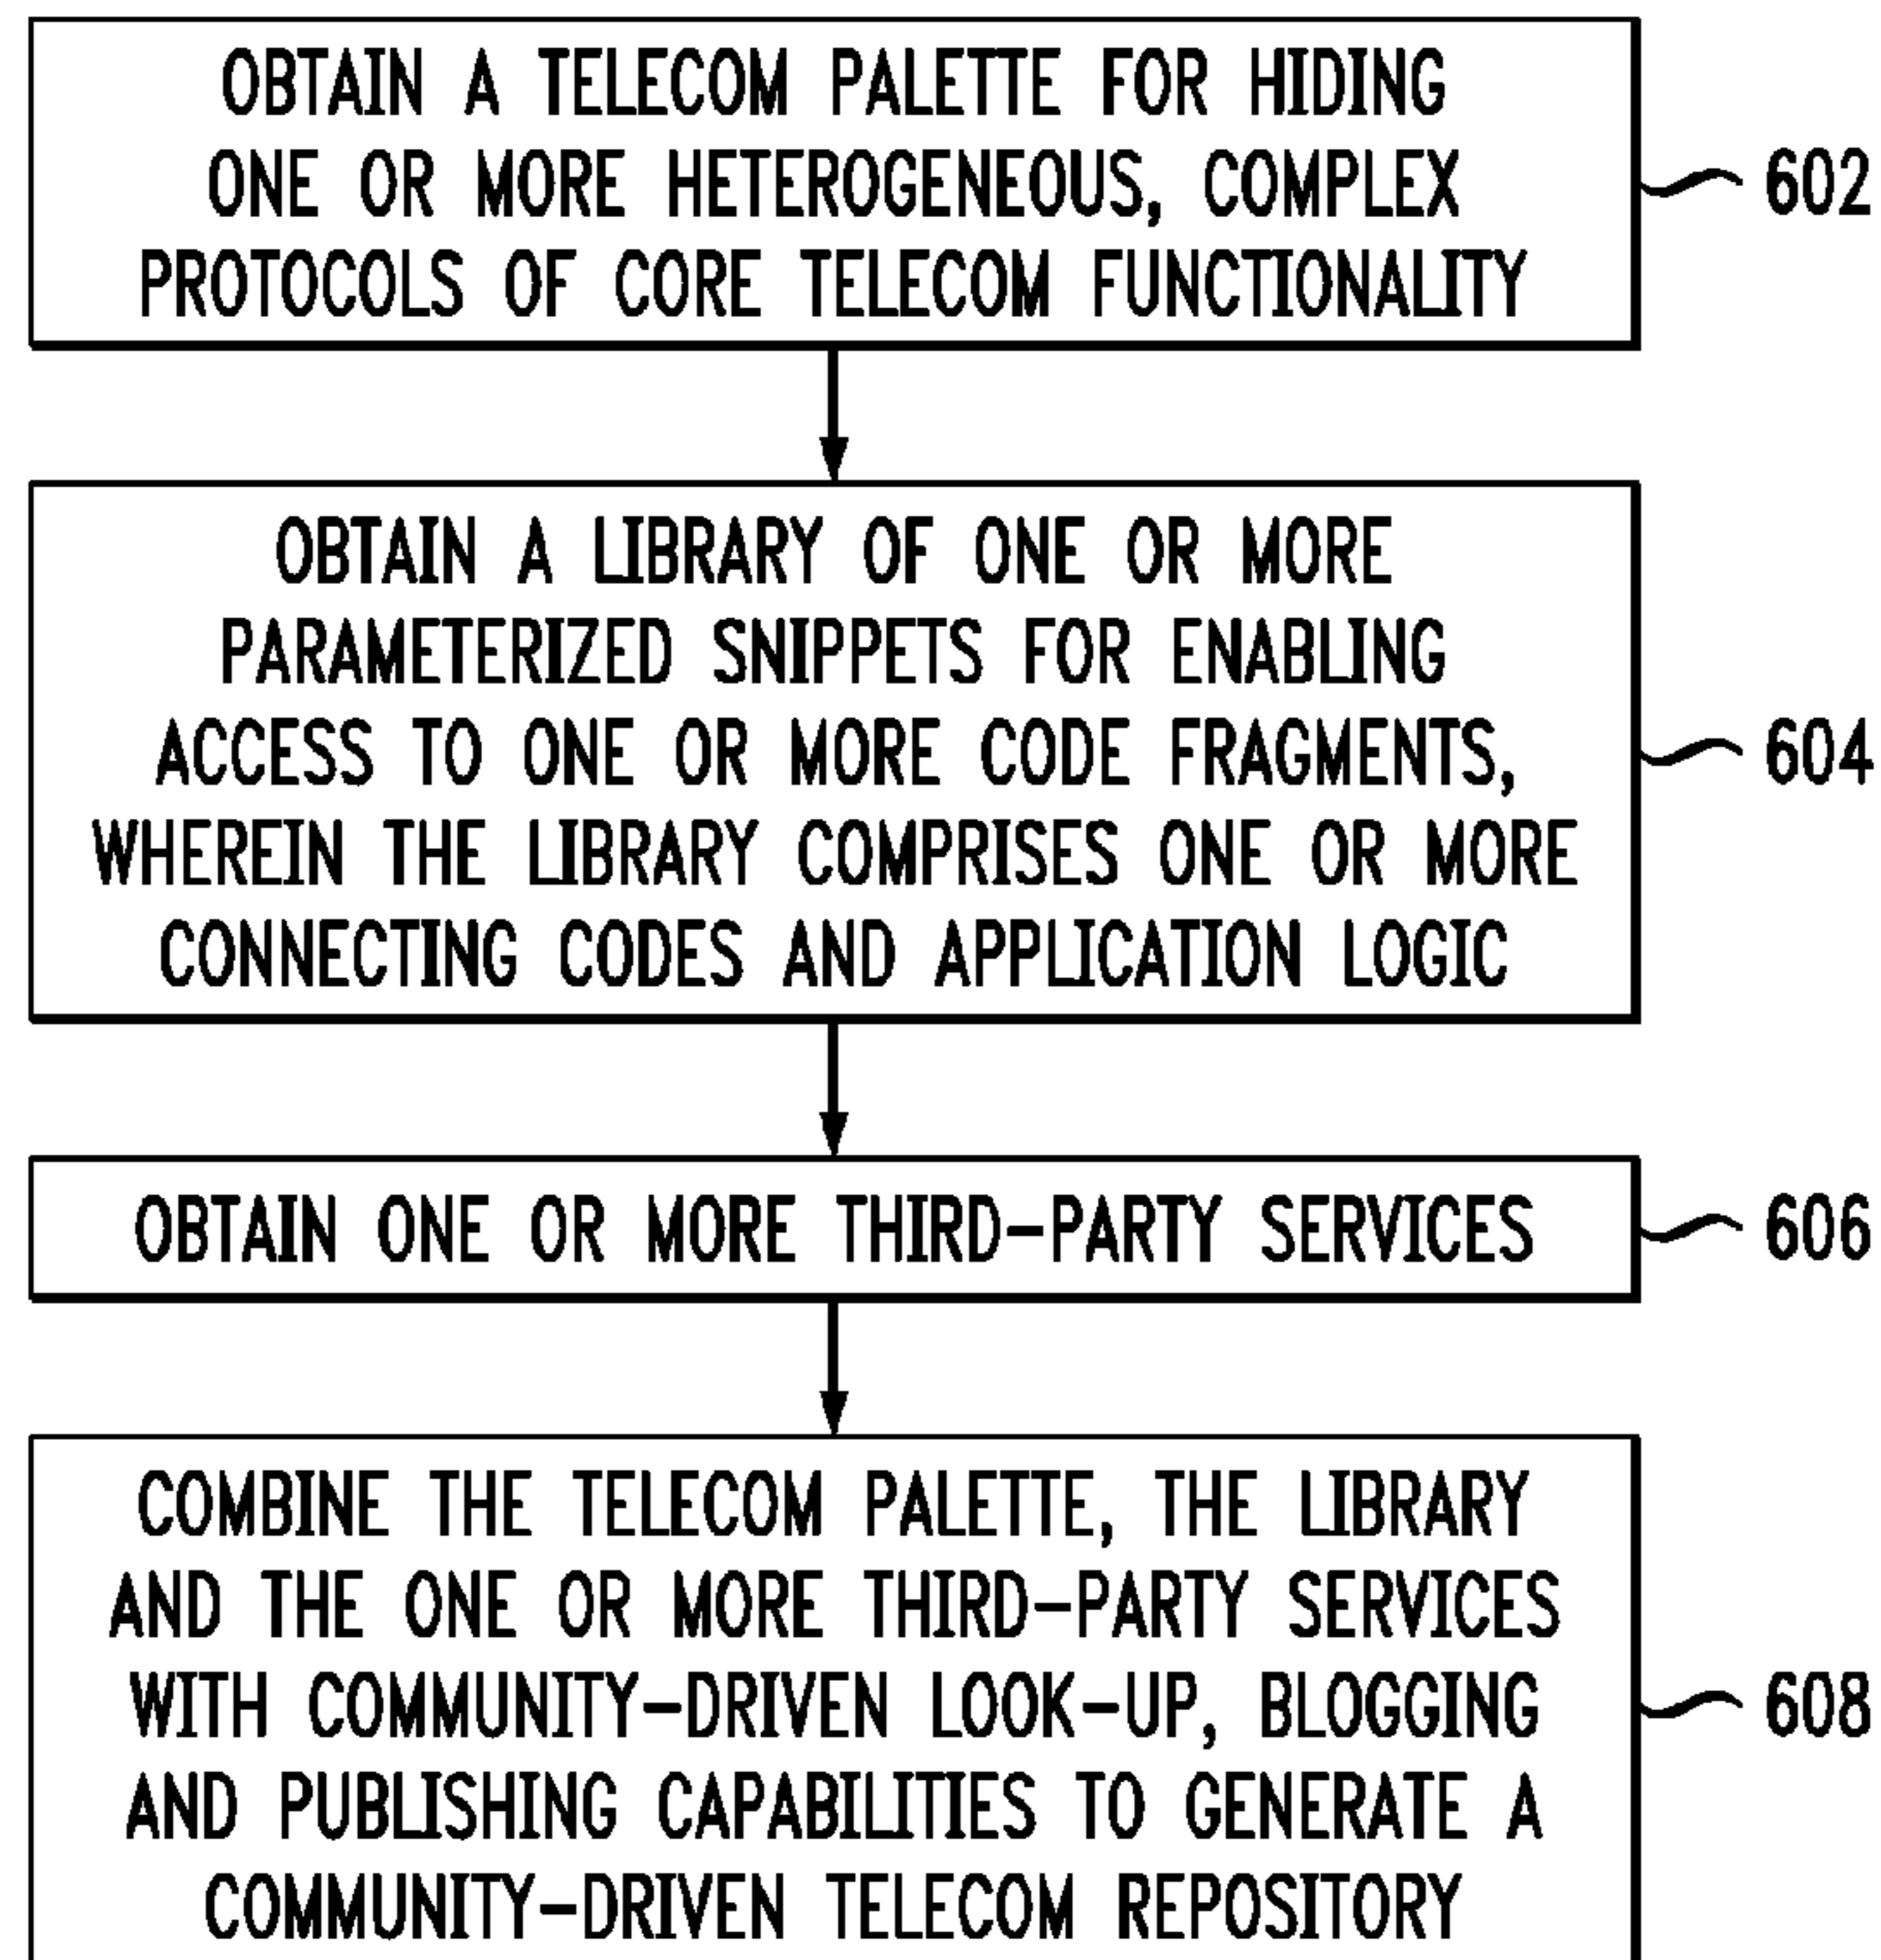 OBTAIN A TELECOM PALETTE FOR HIDING
ONE OR MORE HETEROGENEOUS, COMPLEX
PROTOCOLS OF CORE TELECOM FUNCTIONALITY
602
OBTAIN A LIBRARY OF ONE OR MORE
PARAMETERIZED SNIPPETS FOR ENABLING
ACCESS TO ONE OR MORE CODE FRAGMENTS,
WHEREIN THE LIBRARY COMPRISES ONE OR MORE
CONNECTING CODES AND APPLICATION LOGIC
604
OBTAIN ONE OR MORE THIRD-PARTY SERVICES
606
COMBINE THE TELECOM PALETTE, THE LIBRARY
AND THE ONE OR MORE THIRD-PARTY SERVICES
WITH COMMUNITY-DRIVEN LOOK-UP, BLOGGING
AND PUBLISHING CAPABILITIES TO GENERATE A
COMMUNITY-DRIVEN TELECOM REPOSITORY
608